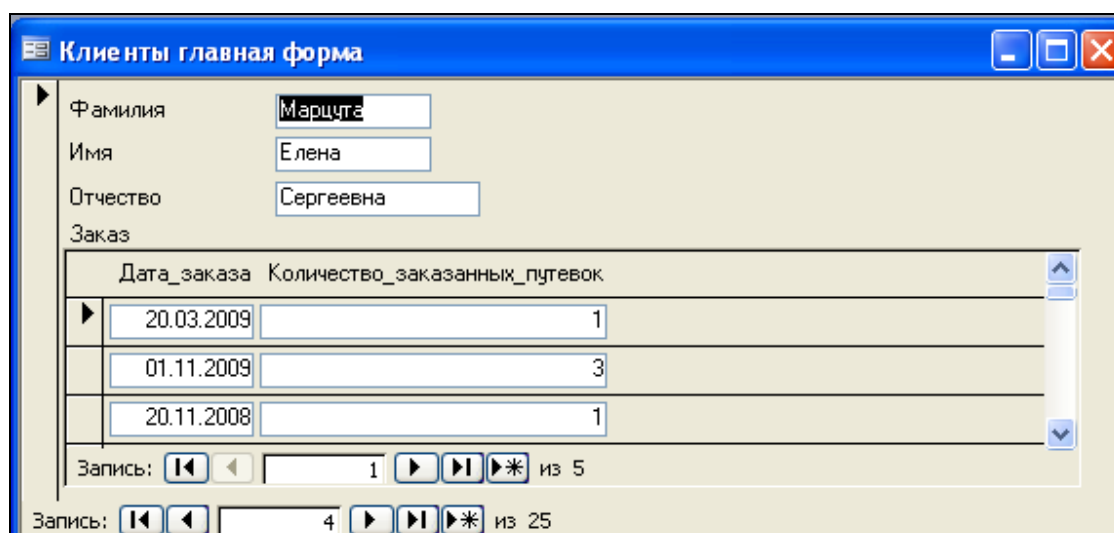 Клиенты главная форма
Фамилия Марцута
Имя Елена
Отчество Сергеевна
Заказ
Дата_заказа Количество_заказанных_путевок
20.03.2009 1
01.11.2009 3
20.11.2008 1
Запись: 1 из 5
Запись: 4 из 25